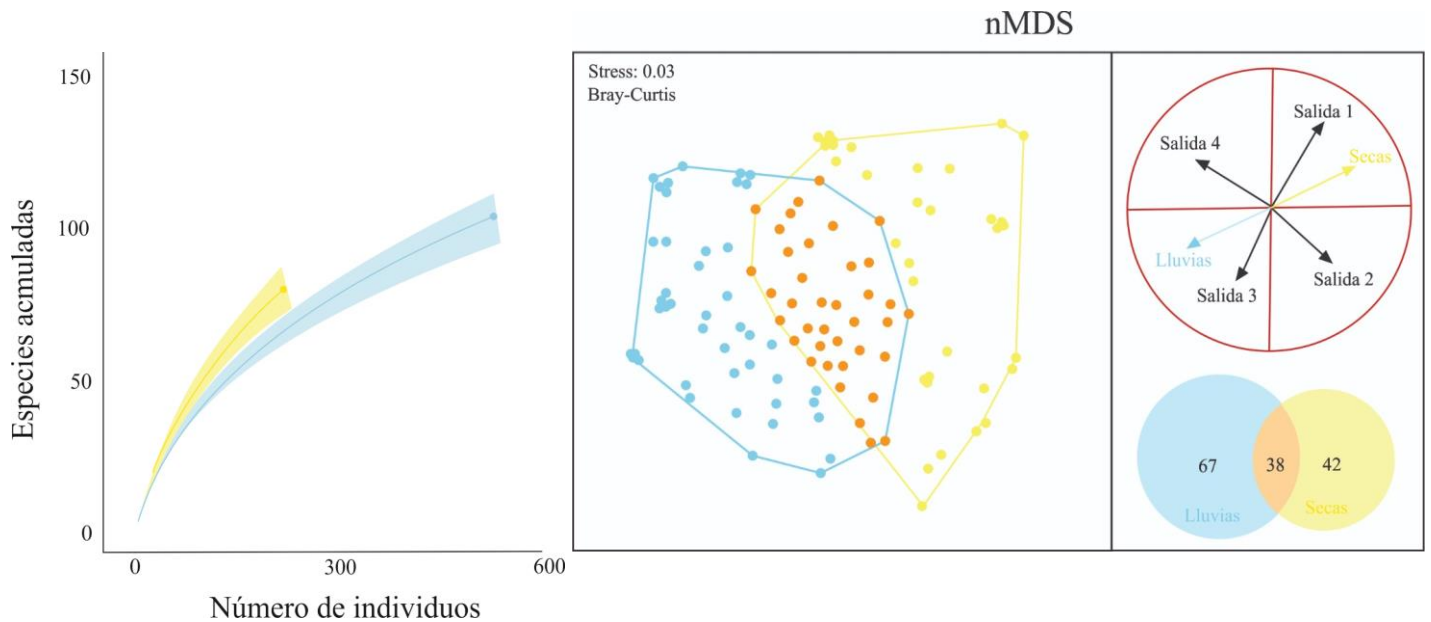 nMDS
150
100
50
0
Especies acmuladas
0
300
600
Número de individuos
Stress: 0.03
Bray-Curtis
Salida 1
Salida 4
Secas
Lluvias
Salida 3
Salida 2
67
38
42
Lluvias
Secas